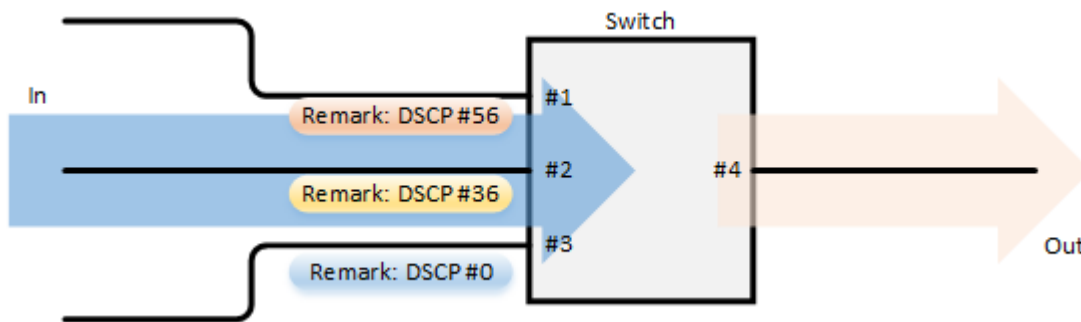 Switch
In
#1
Remark: DSCP #56
#2
#4
Remark: DSCP #36
#3
Out
Remark: DSCP #0